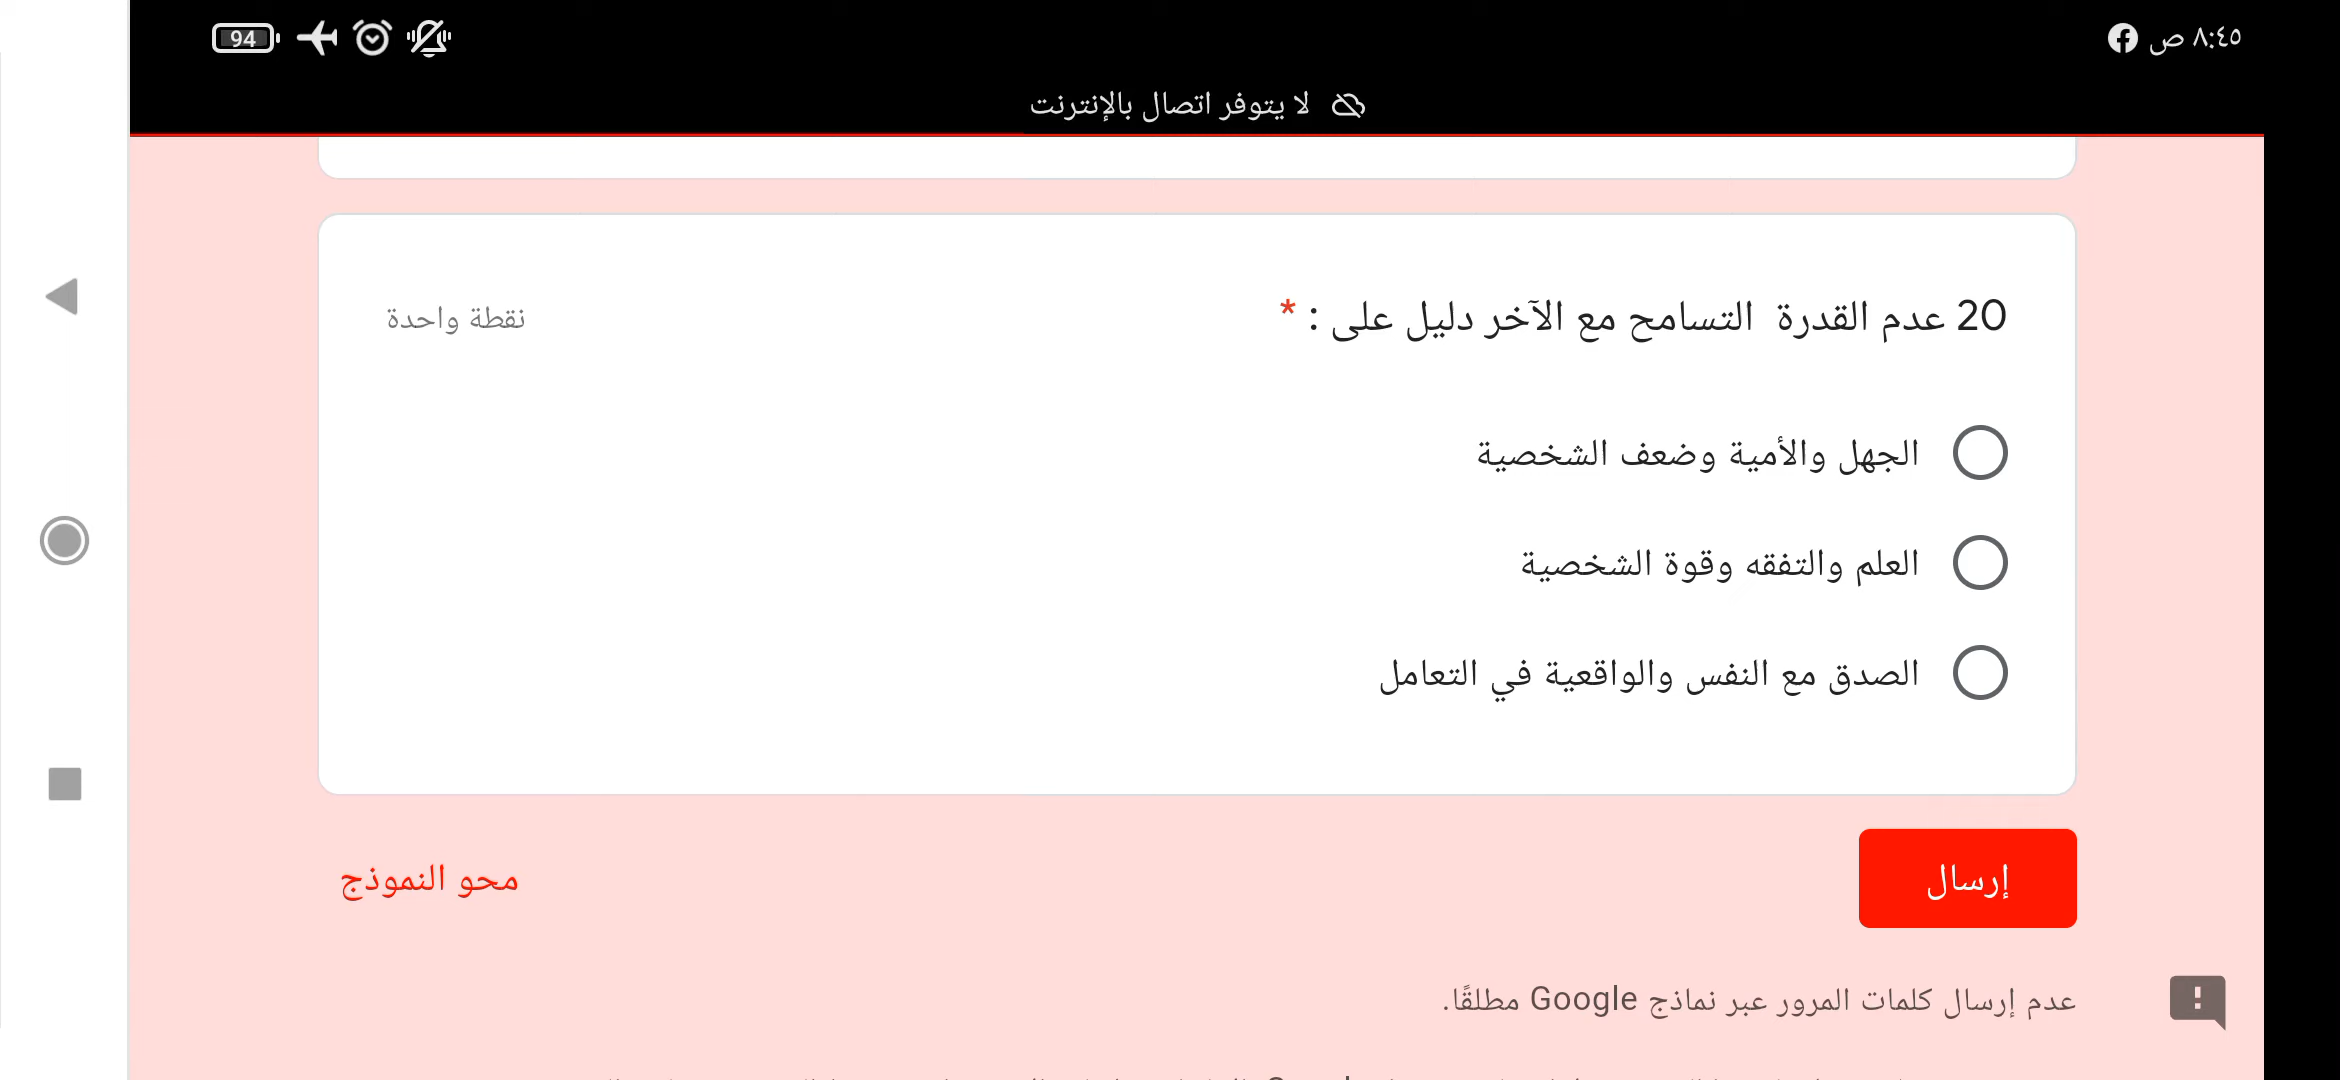 94
٨:٤٥ ص
لا يتوفر اتصال بالإنترنت
20 عدم القدرة التسامح مع الآخر دليل على : *
نقطة واحدة
الجهل والأمية وضعف الشخصية
العلم والتفقه وقوة الشخصية
الصدق مع النفس والواقعية في التعامل
إرسال
محو النموذج
عدم إرسال كلمات المرور عبر نماذج Google مطلقًا.